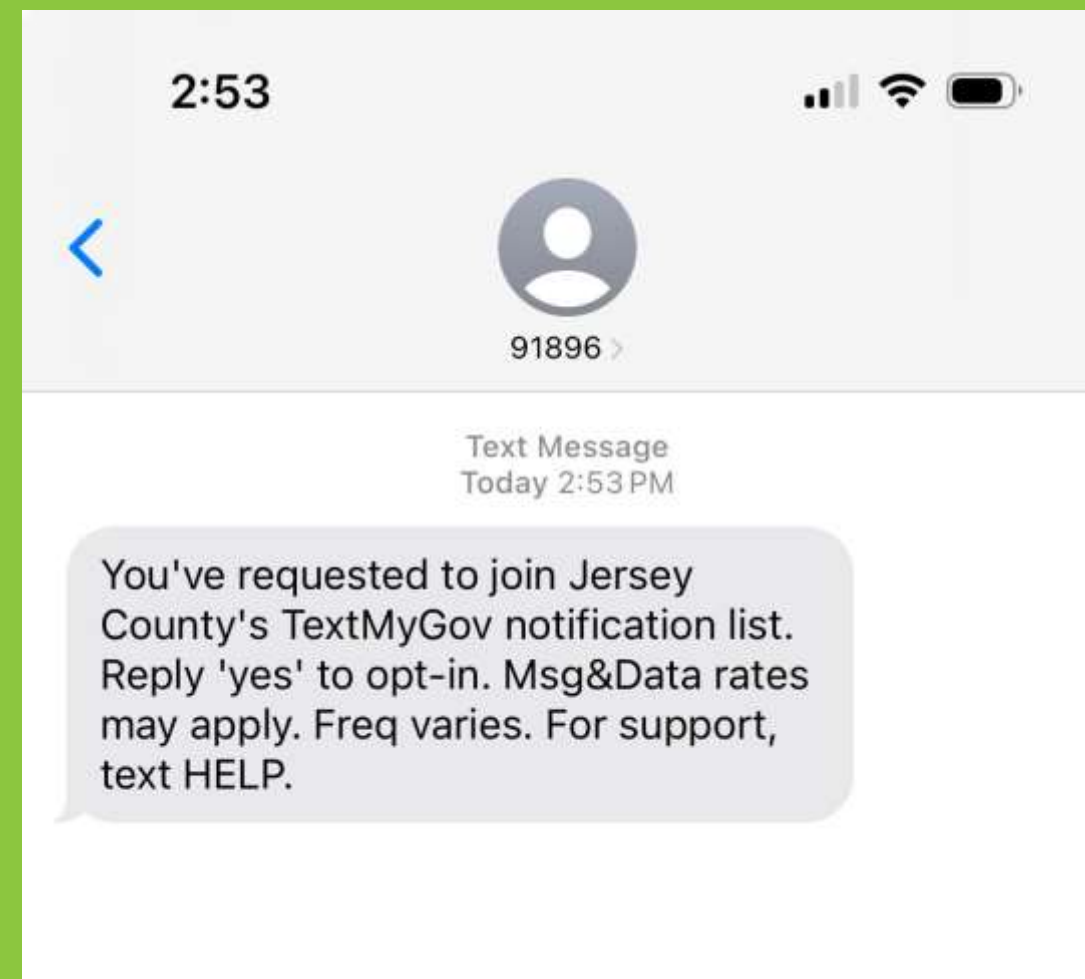 2:53
91896
Text Message
Today 2:53 PM
You've requested to join Jersey
County's TextMyGov notification list.
Reply 'yes' to opt-in. Msg&Data rates
may apply. Freq varies. For support,
text HELP.